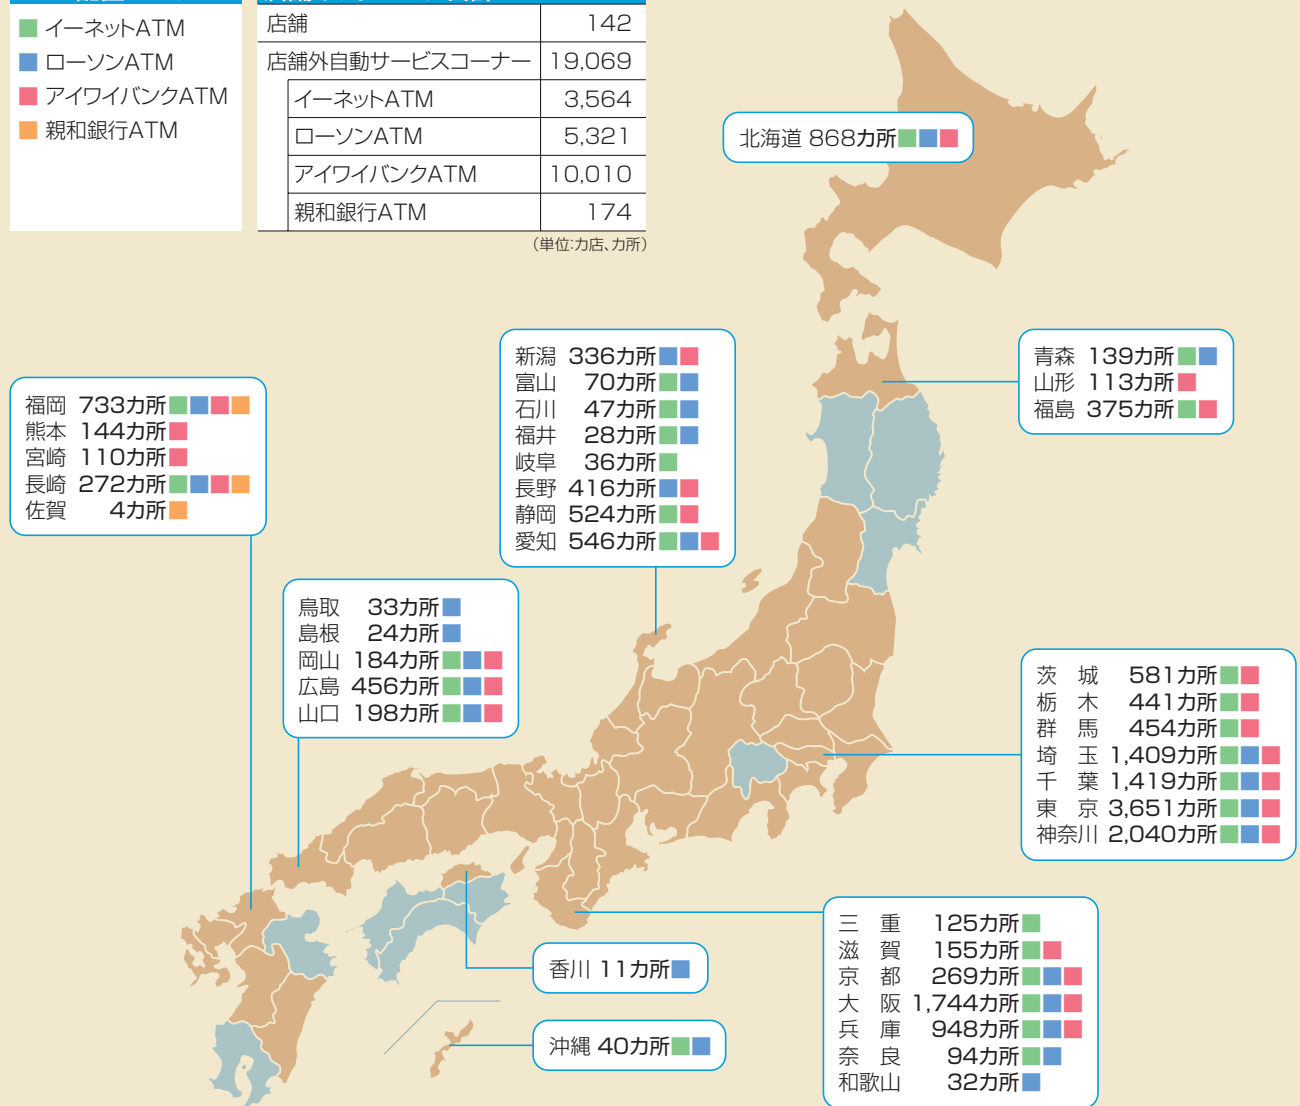 イーネットATM
ローソンATM
アイワイバンクATM
親和銀行ATM
店舗 142
店舗外自動サービスコーナー 19,069
イーネットATM 3,564
ローソンATM 5,321
アイワイバンクATM 10,010
親和銀行ATM 174
(単位:カ店、カ所)
北海道 868カ所
青森 139カ所
山形 113カ所
福島 375カ所
新潟 336カ所
富山 70カ所
石川 47カ所
福井 28カ所
岐阜 36カ所
長野 416カ所
静岡 524カ所
愛知 546カ所
福岡 733カ所
熊本 144カ所
宮崎 110カ所
長崎 272カ所
佐賀 4カ所
鳥取 33カ所
島根 24カ所
岡山 184カ所
広島 456カ所
山口 198カ所
茨城 581カ所
栃木 441カ所
群馬 454カ所
埼玉 1,409カ所
千葉 1,419カ所
東京 3,651カ所
神奈川 2,040カ所
三重 125カ所
滋賀 155カ所
京都 269カ所
大阪 1,744カ所
兵庫 948カ所
奈良 94カ所
和歌山 32カ所
香川 11カ所
沖縄 40カ所